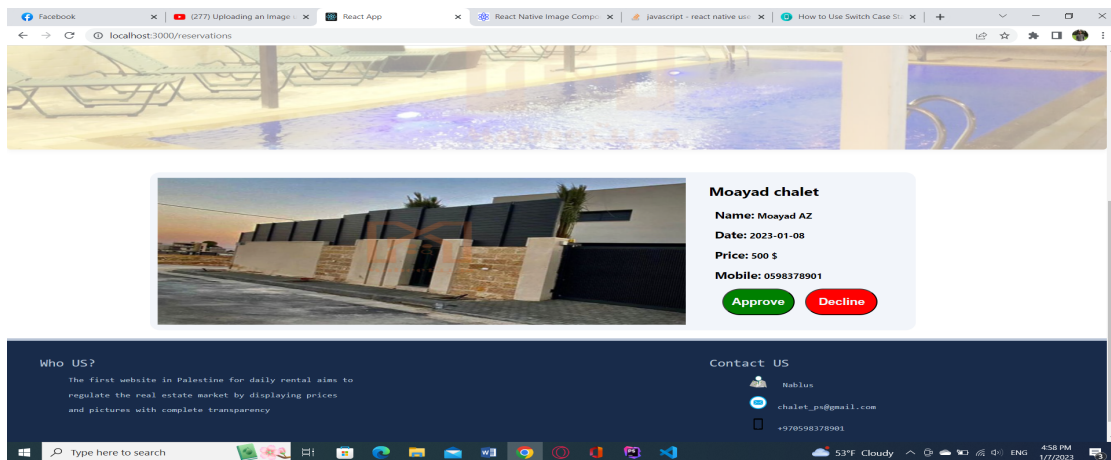 Facebook
(277) Uploading an Image u
React App
React Native Image Compo
javascript - react native use
How to Use Switch Case Sta
localhost:3000/reservations
Moayad chalet
Name: Moayad AZ
Date: 2023-01-08
Price: 500 $
Mobile: 0598378901
Approve
Decline
Who US?
The first website in Palestine for daily rental aims to
regulate the real estate market by displaying prices
and pictures with complete transparency
Contact US
Nablus
chalet_ps@gmail.com
+970598378901
Type here to search
53°F Cloudy
ENG
4:58 PM
1/7/2023